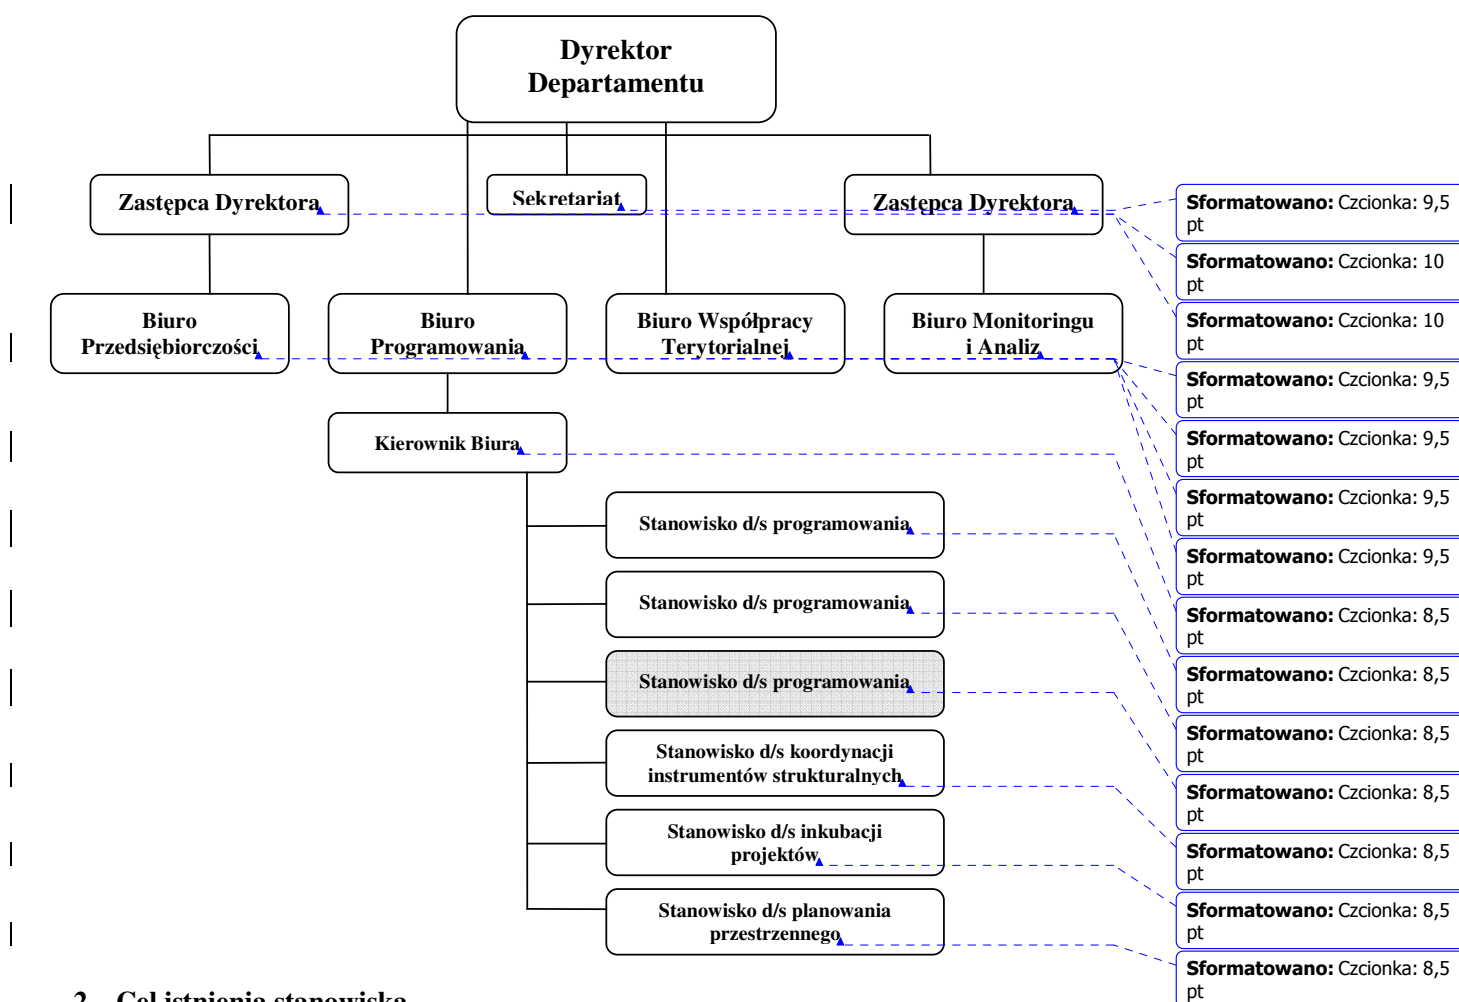 Dyrektor
Departamentu
Zastępca Dyrektora
Sekretariat
Zastępca Dyrektora
Biuro
Przedsiębiorczości
Biuro
Programowania
Biuro Współpracy
Terytorialnej
Biuro Monitoringu
i Analiz
Kierownik Biura
Stanowisko d/s programowania
Stanowisko d/s programowania
Stanowisko d/s programowania
Stanowisko d/s koordynacji
instrumentów strukturalnych
Stanowisko d/s inkubacji
projektów
Stanowisko d/s planowania
przestrzennego
Sformatowano: Czcionka: 9,5
pt
Sformatowano: Czcionka: 10
pt
Sformatowano: Czcionka: 10
pt
Sformatowano: Czcionka: 9,5
pt
Sformatowano: Czcionka: 9,5
pt
Sformatowano: Czcionka: 9,5
pt
Sformatowano: Czcionka: 9,5
pt
Sformatowano: Czcionka: 8,5
pt
Sformatowano: Czcionka: 8,5
pt
Sformatowano: Czcionka: 8,5
pt
Sformatowano: Czcionka: 8,5
pt
Sformatowano: Czcionka: 8,5
pt
Sformatowano: Czcionka: 8,5
pt
Sformatowano: Czcionka: 8,5
pt
2. Cel istnienia stanowiska